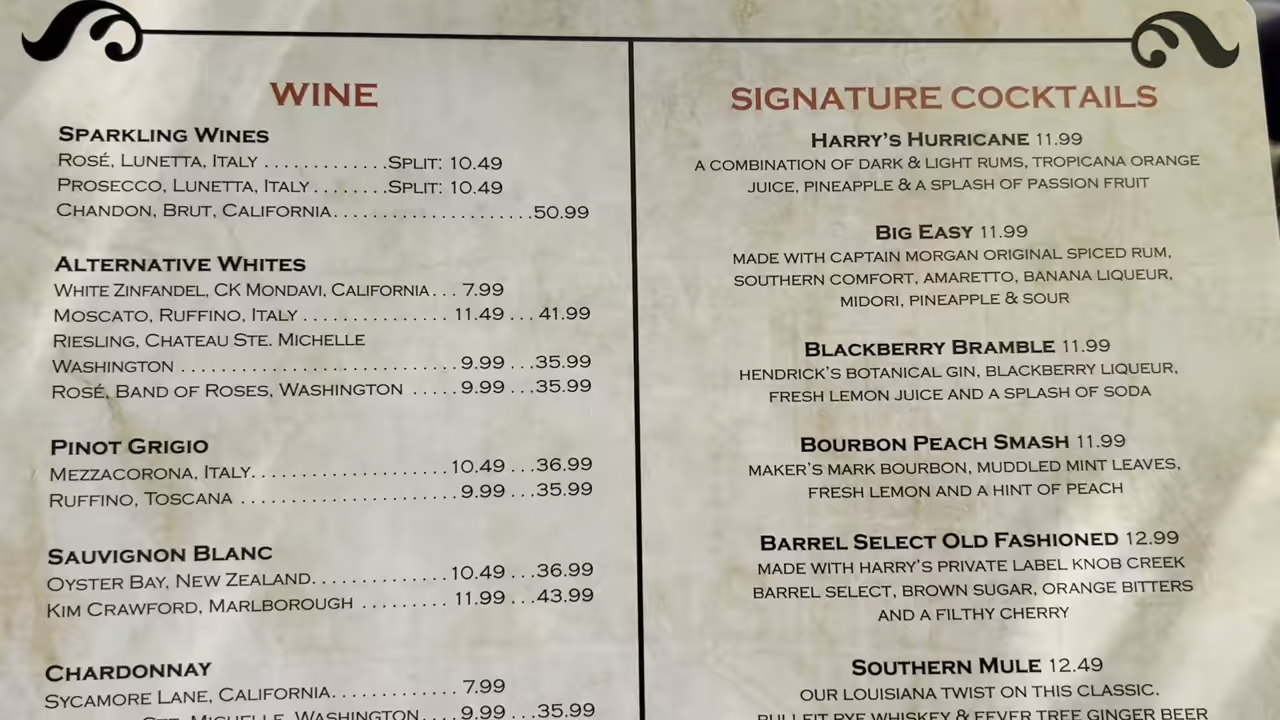 WINE
SPARKLING WINES
ROSÉ, LUNETTA, ITALY . . . . . . . . . . . . .SPLIT: 10.49
PROSECCO, LUNETTA, ITALY . . . . . . . .SPLIT: 10.49
CHANDON, BRUT, CALIFORNIA. . . . . . . . . . . . . . . . . . . . .50.99
ALTERNATIVE WHITES
WHITE ZINFANDEL, CK MONDAVI, CALIFORNIA. . . 7.99
MOSCATO, RUFFINO, ITALY . . . . . . . . . . . . . . . 11.49 . . . 41.99
RIESLING, CHATEAU STE. MICHELLE
WASHINGTON . . . . . . . . . . . . . . . . . . . . . . . . . . . . .9.99 . . .35.99
ROSÉ, BAND OF ROSES, WASHINGTON . . . . .9.99 . . .35.99
PINOT GRIGIO
MEZZACORONA, ITALY. . . . . . . . . . . . . . . . . . . . .10.49 . . .36.99
RUFFINO, TOSCANA . . . . . . . . . . . . . . . . . . . . . . .9.99 . . .35.99
SAUVIGNON BLANC
OYSTER BAY, NEW ZEALAND. . . . . . . . . . . . . . 10.49 . . .36.99
KIM CRAWFORD, MARLBOROUGH . . . . . . . . . 11.99 . . .43.99
CHARDONNAY
SYCAMORE LANE, CALIFORNIA. . . . . . . . . . . . . 7.99
STE. MICHELLE, WASHINGTON. . . . 9.99 . . .35.99
SIGNATURE COCKTAILS
HARRY'S HURRICANE 11.99
A COMBINATION OF DARK & LIGHT RUMS, TROPICANA ORANGE
JUICE, PINEAPPLE & A SPLASH OF PASSION FRUIT
BIG EASY 11.99
MADE WITH CAPTAIN MORGAN ORIGINAL SPICED RUM,
SOUTHERN COMFORT, AMARETTO, BANANA LIQUEUR,
MIDORI, PINEAPPLE & SOUR
BLACKBERRY BRAMBLE 11.99
HENDRICK'S BOTANICAL GIN, BLACKBERRY LIQUEUR,
FRESH LEMON JUICE AND A SPLASH OF SODA
BOURBON PEACH SMASH 11.99
MAKER'S MARK BOURBON, MUDDLED MINT LEAVES,
FRESH LEMON AND A HINT OF PEACH
BARREL SELECT OLD FASHIONED 12.99
MADE WITH HARRY'S PRIVATE LABEL KNOB CREEK
BARREL SELECT, BROWN SUGAR, ORANGE BITTERS
AND A FILTHY CHERRY
SOUTHERN MULE 12.49
OUR LOUISIANA TWIST ON THIS CLASSIC.
BULLEIT RYE WHISKEY & FEVER TREE GINGER BEER